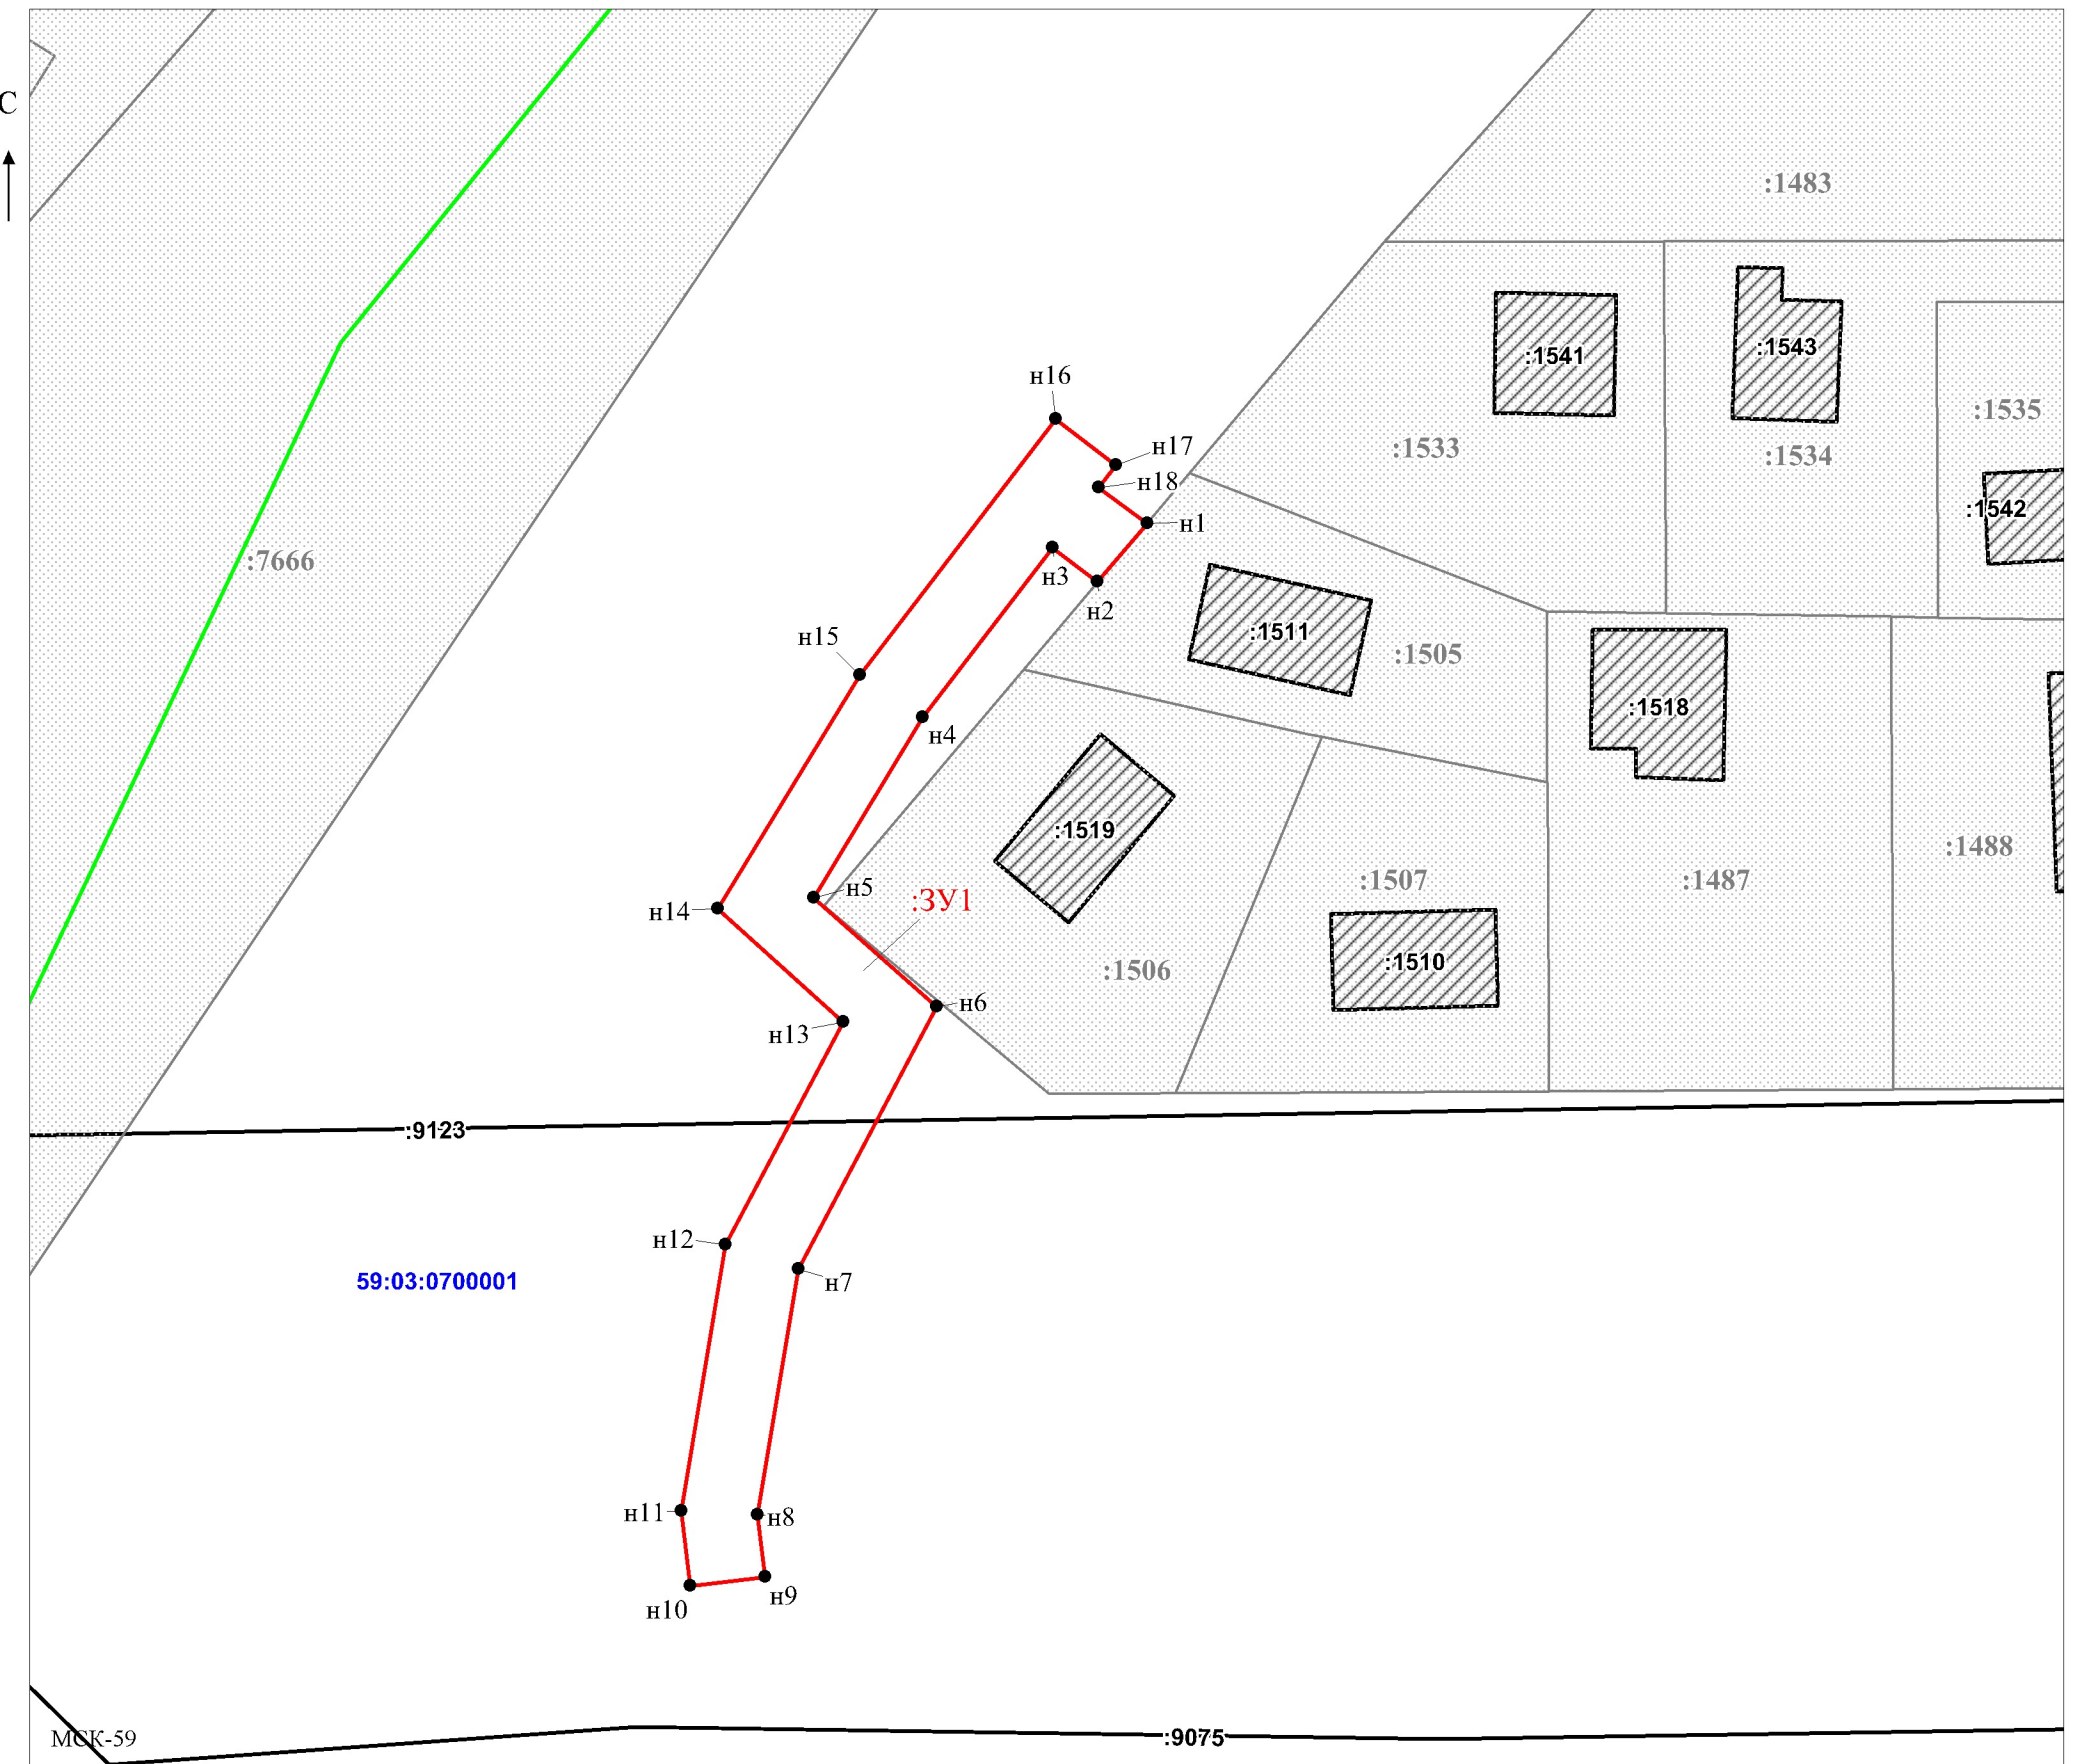 С
:1483
:1541
:1543
:1535
н16
:1533
:1534
н17
н18
:1542
н1
:7666
н3
н2
н15
:1511
:1505
:1518
н4
:1519
:1488
н5
:1507
:1487
:ЗУ1
н14
:1510
:1506
н6
н13
:9123
н12
59:03:0700001
н7
н11
н8
н9
н10
МСК-59
:9075